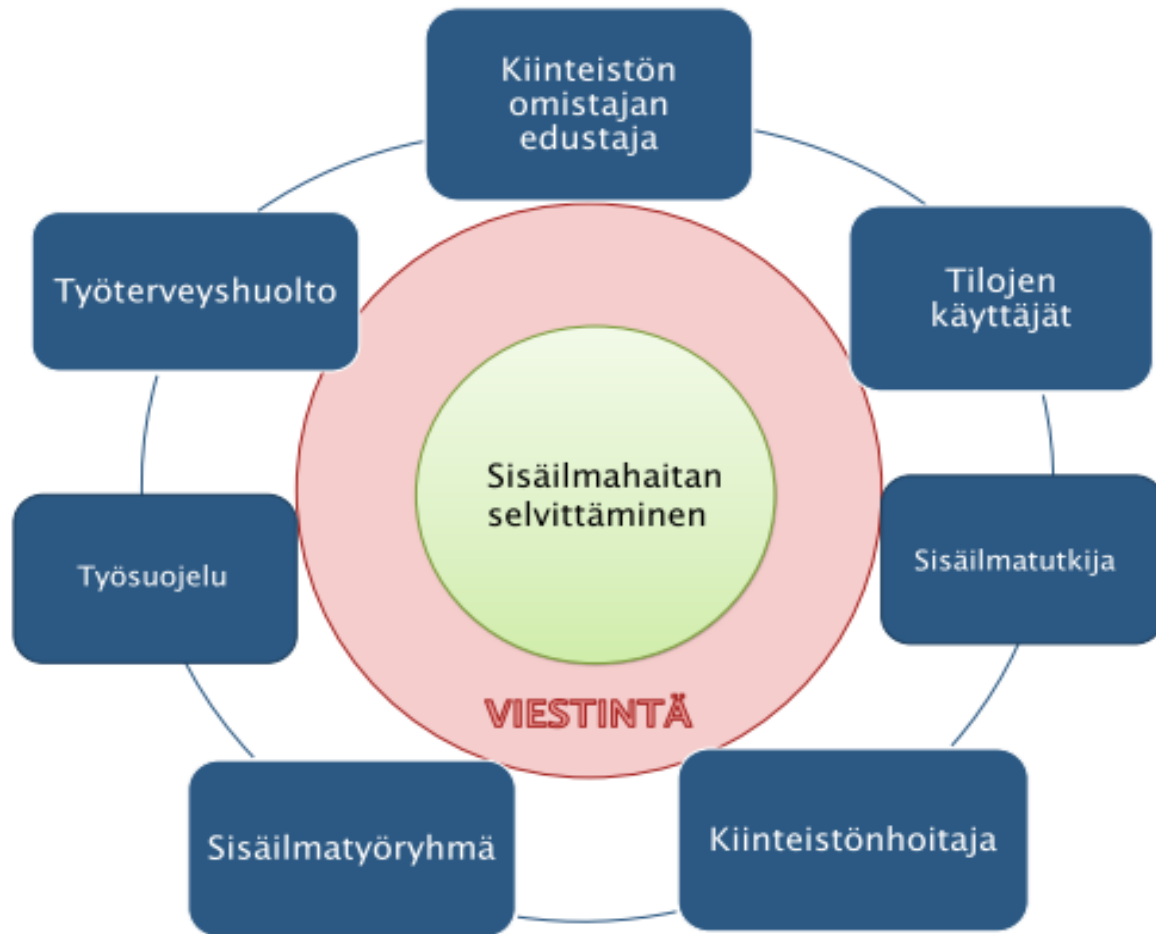 Kiinteistön
omistajan
edustaja
Työterveyshuolto
Tilojen
käyttäjät
Sisäilmahaitan
selvittäminen
Työsuojelu
Sisäilmatutkija
VIESTINTÄ
Sisäilmatyöryhmä
Kiinteistönhoitaja